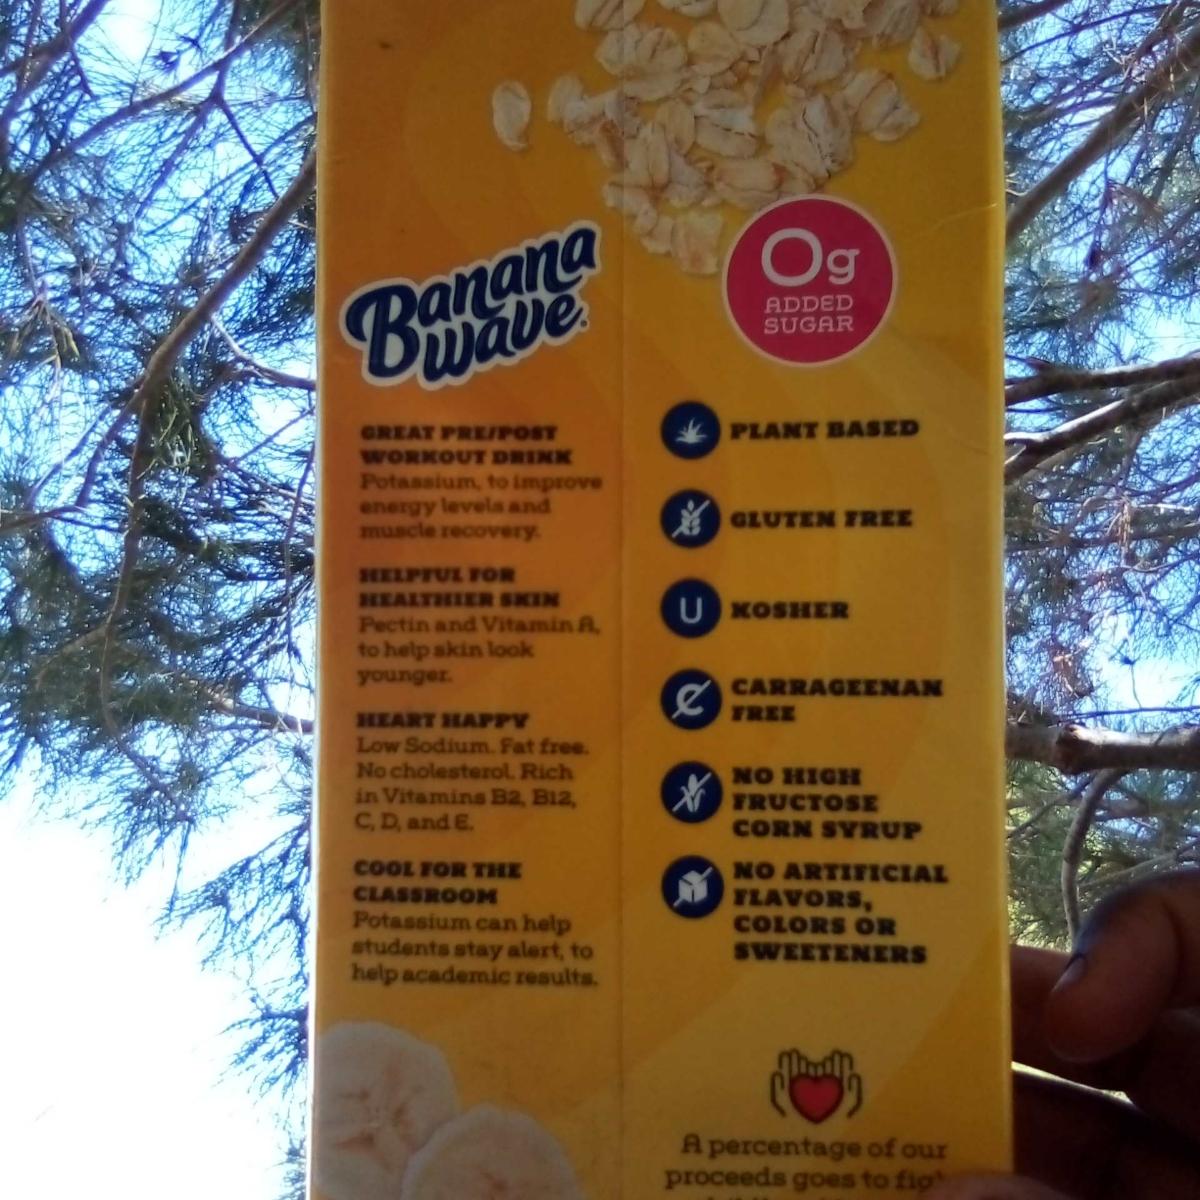 Banana
wave
GREAT PRE/POST
WORKOUT DRINK
Potassium, to improve
energy levels and
muscle recovery.
HELPFUL FOR
HEALTHIER SKIN
Pectin and Vitamin A,
to help skin look
younger.
HEART HAPPY
Low Sodium. Fat free.
No cholesterol. Rich
in Vitamins B2, B12,
C, D, and E.
COOL FOR THE
CLASSROOM
Potassium can help
students stay alert, to
help academic results.
0g
ADDED
SUGAR
PLANT BASED
GLUTEN FREE
U KOSHER
C CARRAGEENAN
FREE
NO HIGH
FRUCTOSE
CORN SYRUP
NO ARTIFICIAL
FLAVORS,
COLORS OR
SWEETENERS
A percentage of our
proceeds goes to